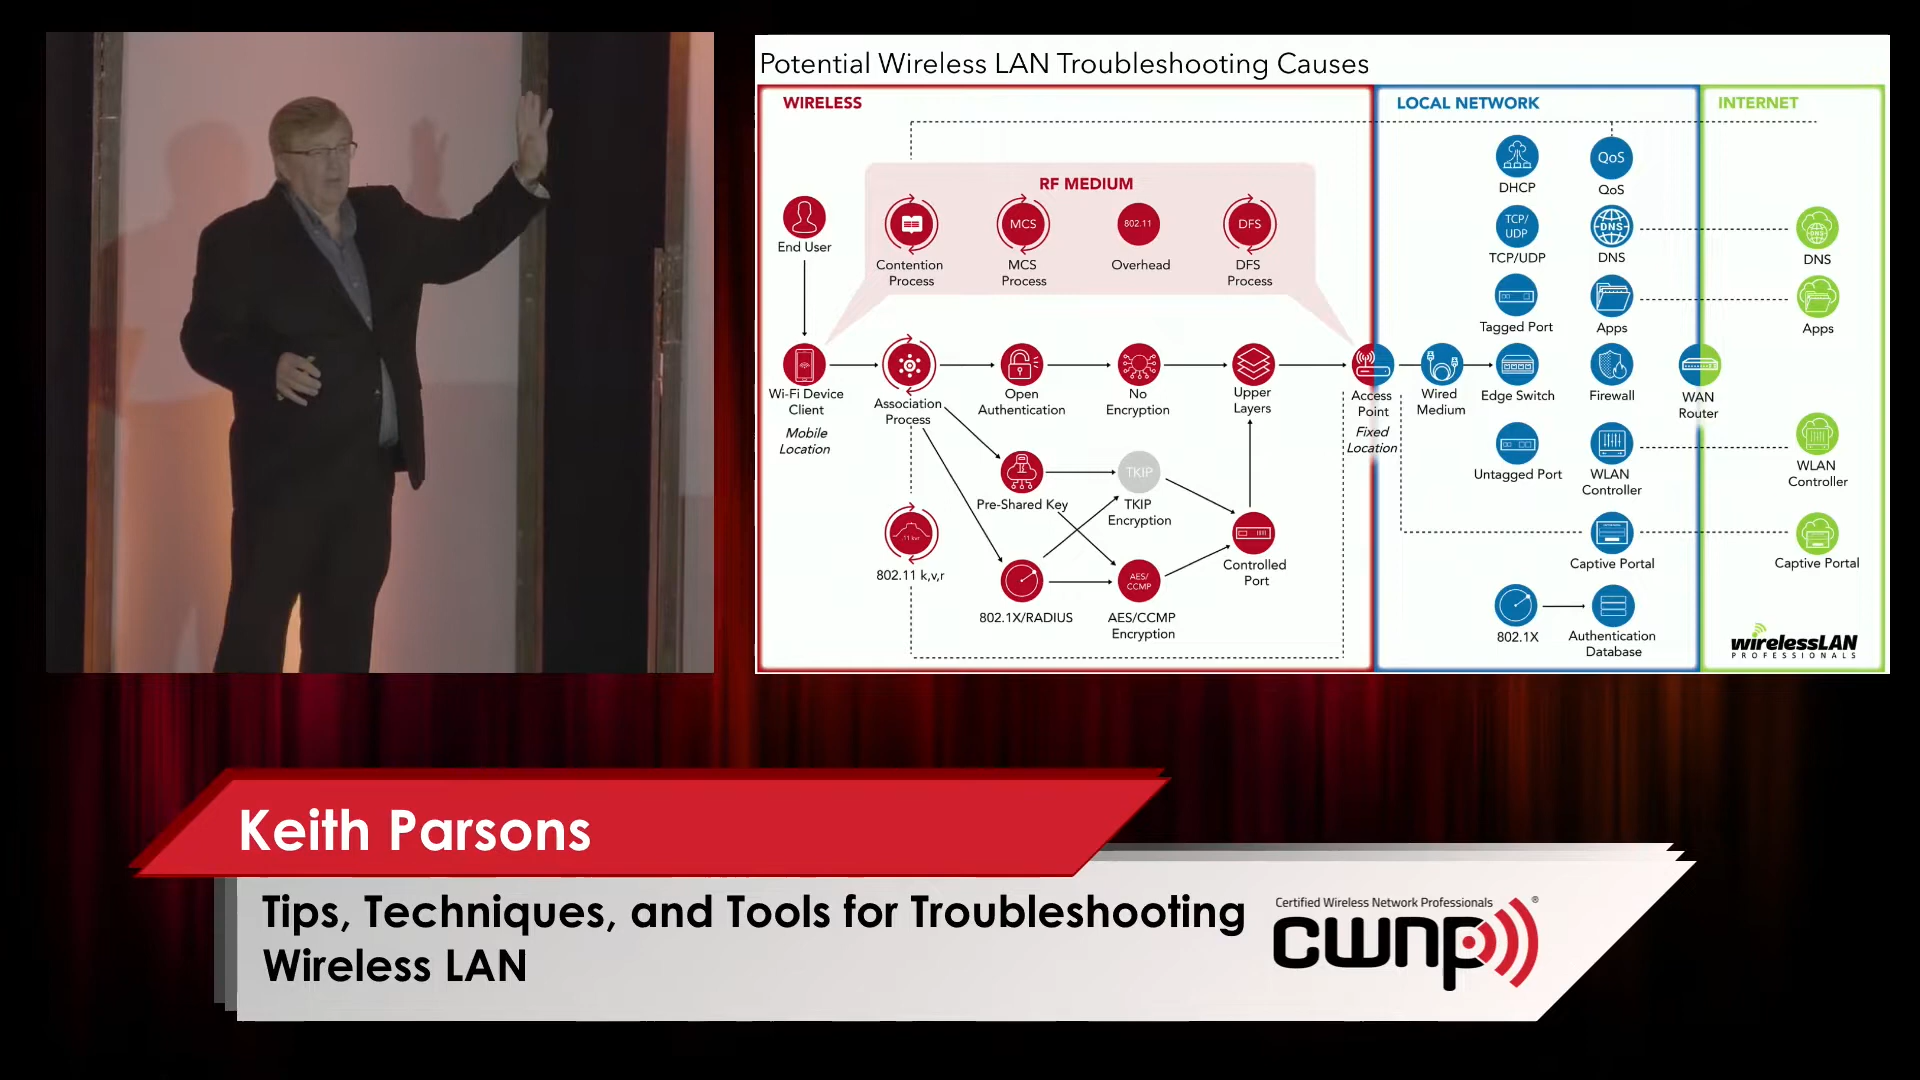 Potential Wireless LAN Troubleshooting Causes
WIRELESS
LOCAL NETWORK
INTERNET
RF MEDIUM
End User
Contention
Process
MCS
MCS
Process
802.11
Overhead
DFS
DFS
Process
Wi-Fi Device
Client
Mobile
Location
Association
Process
Open
Authentication
No
Encryption
Upper
Layers
Access
Point
Fixed
Location
Pre-Shared Key
TKIP
TKIP
Encryption
802.11 k,v,r
802.1X/RADIUS
AES/
CCMP
AES/CCMP
Encryption
Controlled
Port
DHCP
QoS
QoS
TCP/
UDP
TCP/UDP
DNS
DNS
Tagged Port
Apps
Wired
Medium
Edge Switch
Firewall
WAN
Router
Untagged Port
WLAN
Controller
Captive Portal
802.1X
Authentication
Database
DNS
DNS
Apps
WLAN
Controller
Captive Portal
wirelessLAN
PROFESSIONALS
Keith Parsons
Tips, Techniques, and Tools for Troubleshooting
Wireless LAN
Certified Wireless Network Professionals ®
cwnp